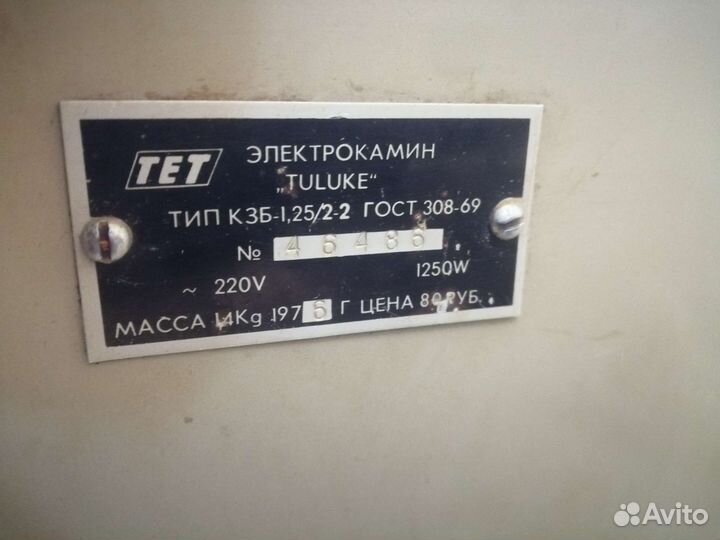 TET ЭЛЕКТРОКАМИН
„TULUKE“
ТИП КЗБ-1,25/2-2 ГОСТ 308-69
№ 46486
~ 220V 1250W
МАССА 14Kg 1975 Г ЦЕНА 80 РУБ.
Avito